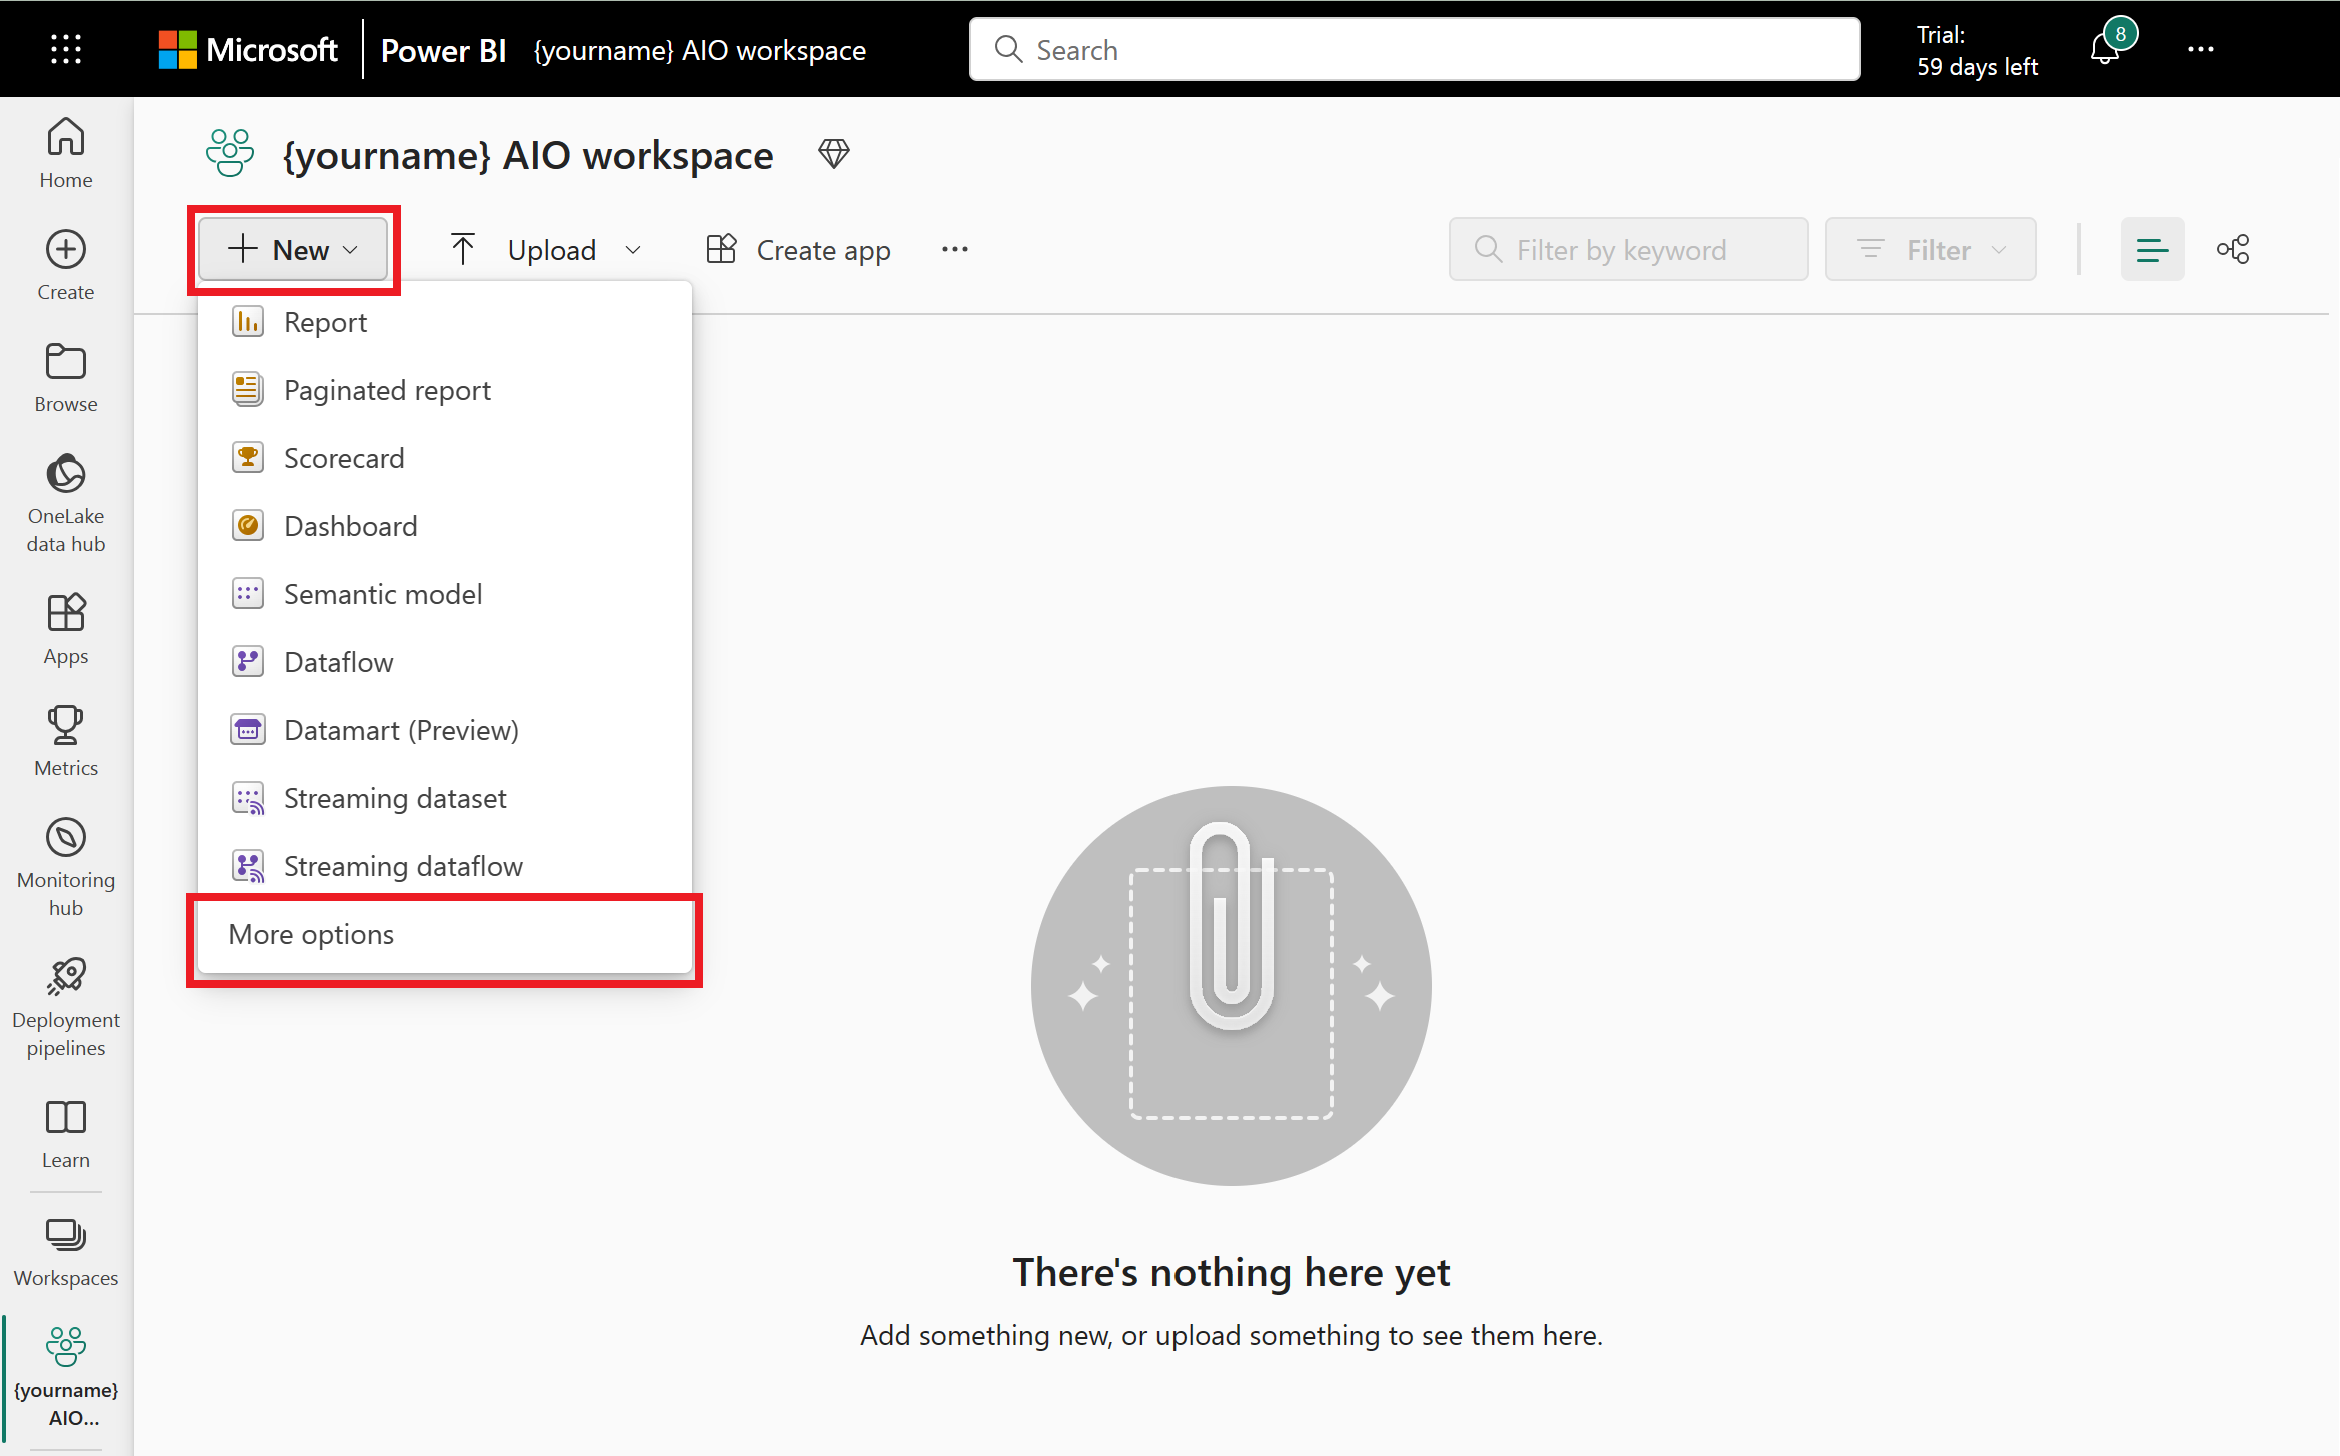 Microsoft
Power BI
{yourname} AIO workspace
Search
Trial:
59 days left
8
Home
Create
Browse
OneLake
data hub
Apps
Metrics
Monitoring
hub
Deployment
pipelines
Learn
Workspaces
{yourname}
AIO...
{yourname} AIO workspace
New
Upload
Create app
Filter by keyword
Filter
Report
Paginated report
Scorecard
Dashboard
Semantic model
Dataflow
Datamart (Preview)
Streaming dataset
Streaming dataflow
More options
There's nothing here yet
Add something new, or upload something to see them here.